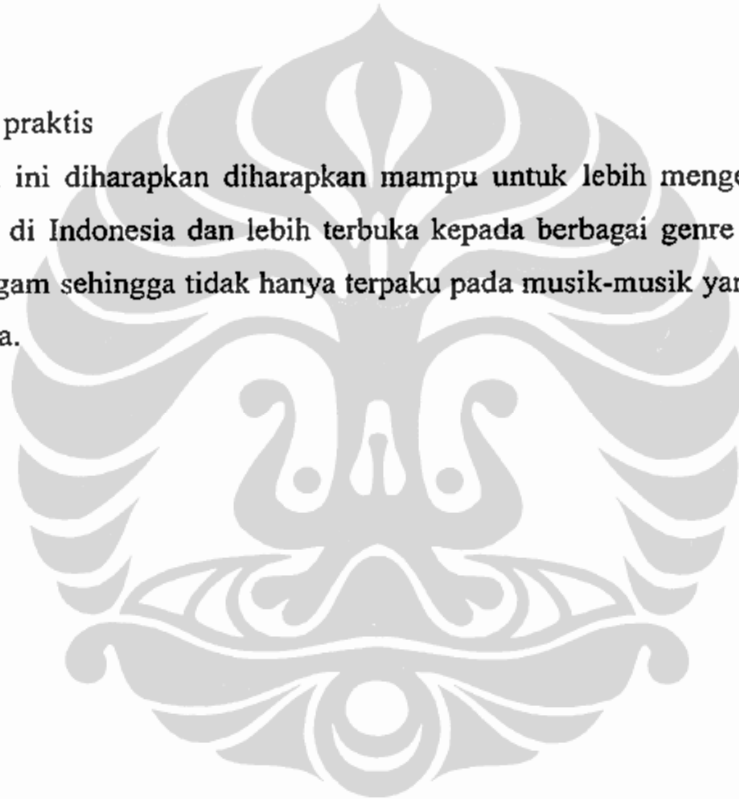 praktis
ini diharapkan diharapkan mampu untuk lebih menge
di Indonesia dan lebih terbuka kepada berbagai genre
gam sehingga tidak hanya terpaku pada musik-musik yan
a.